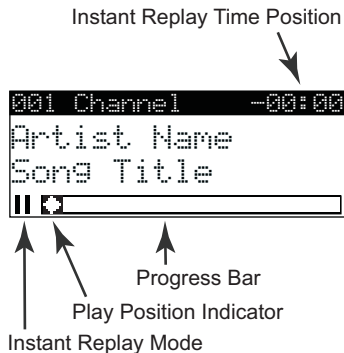 Instant Replay Time Position
001 Channel -00:00
Artist Name
Song Title
Progress Bar
Play Position Indicator
Instant Replay Mode